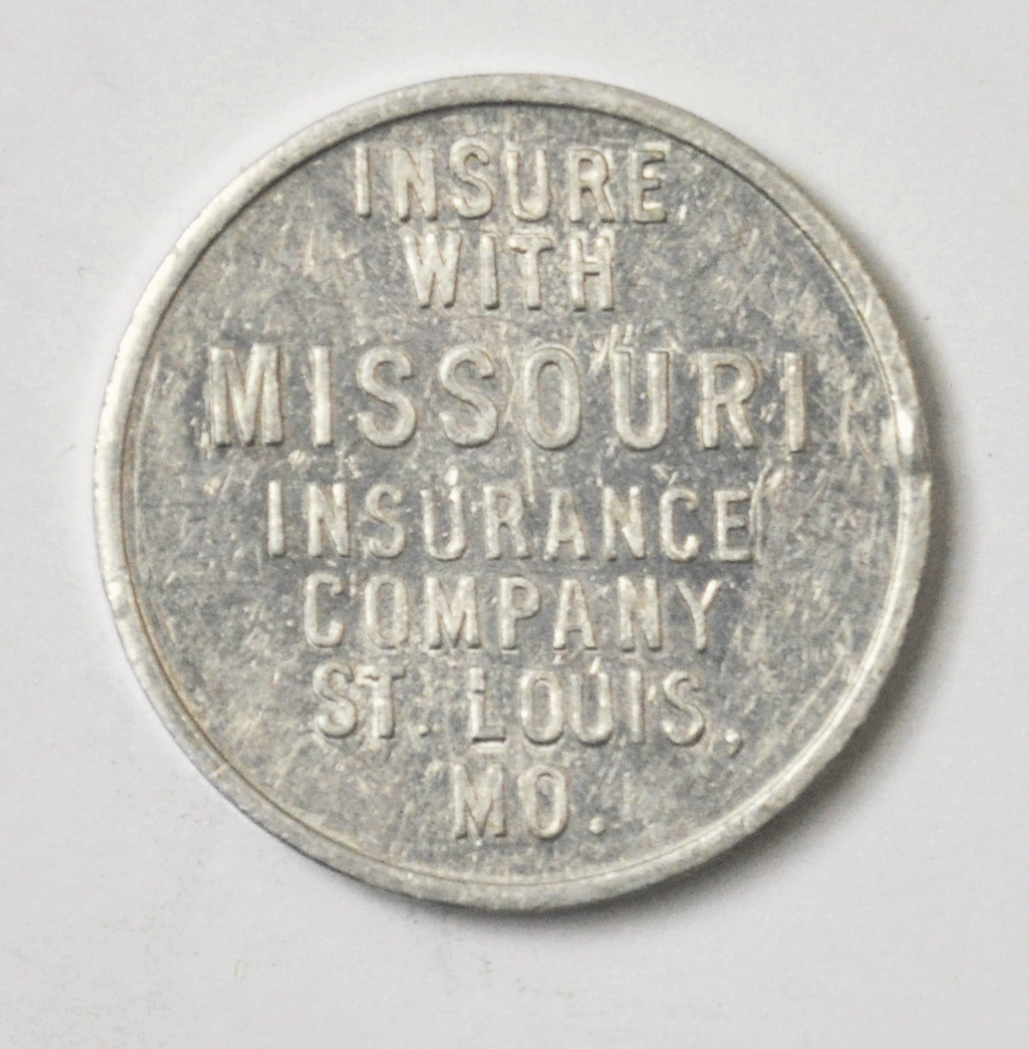 INSURE
WITH
MISSOURI
INSURANCE
COMPANY
ST. LOUIS,
MO.